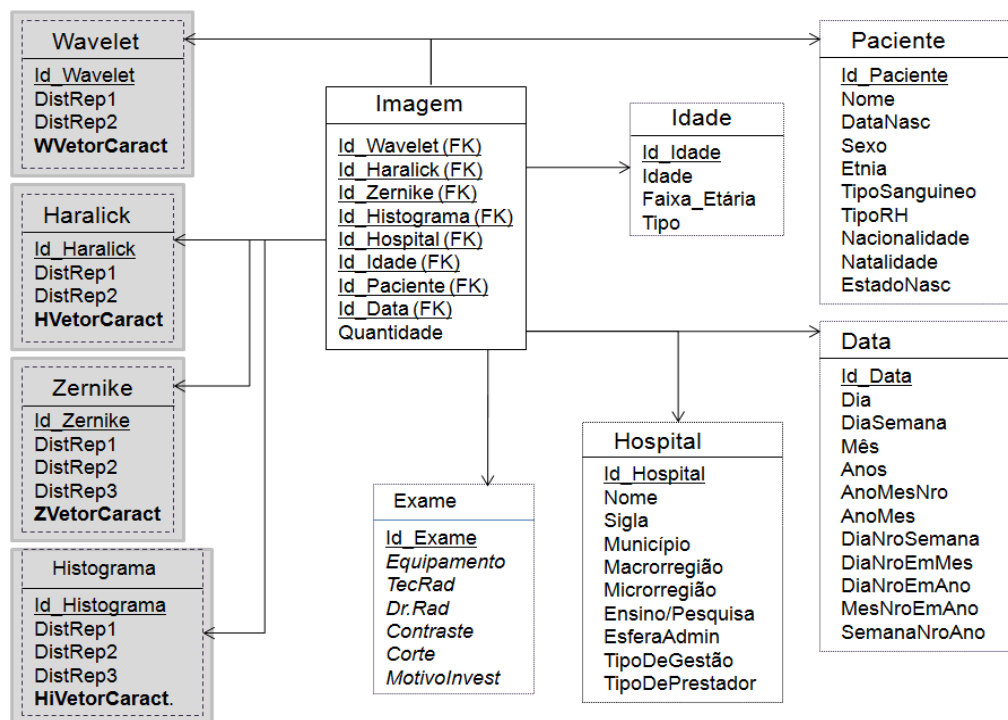 Wavelet
Id_Wavelet
DistRep1
DistRep2
WVetorCaract
Haralick
Id_Haralick
DistRep1
DistRep2
HVetorCaract
Zernike
Id_Zernike
DistRep1
DistRep2
DistRep3
ZVetorCaract
Histograma
Id_Histograma
DistRep1
DistRep2
DistRep3
HiVetorCaract.
Imagem
Id_Wavelet (FK)
Id_Haralick (FK)
Id_Zernike (FK)
Id_Histograma (FK)
Id_Hospital (FK)
Id_Idade (FK)
Id_Paciente (FK)
Id_Data (FK)
Quantidade
Exame
Id_Exame
Equipamento
TecRad
Dr.Rad
Contraste
Corte
MotivoInvest
Idade
Id_Idade
Idade
Faixa_Etária
Tipo
Hospital
Id_Hospital
Nome
Sigla
Município
Macrorregião
Microrregião
Ensino/Pesquisa
EsferaAdmin
TipoDeGestão
TipoDePrestador
Paciente
Id_Paciente
Nome
DataNasc
Sexo
Etnia
TipoSanguineo
TipoRH
Nacionalidade
Natalidade
EstadoNasc
Data
Id_Data
Dia
DiaSemana
Mês
Anos
AnoMesNro
AnoMes
DiaNroSemana
DiaNroEmMes
DiaNroEmAno
MesNroEmAno
SemanaNroAno